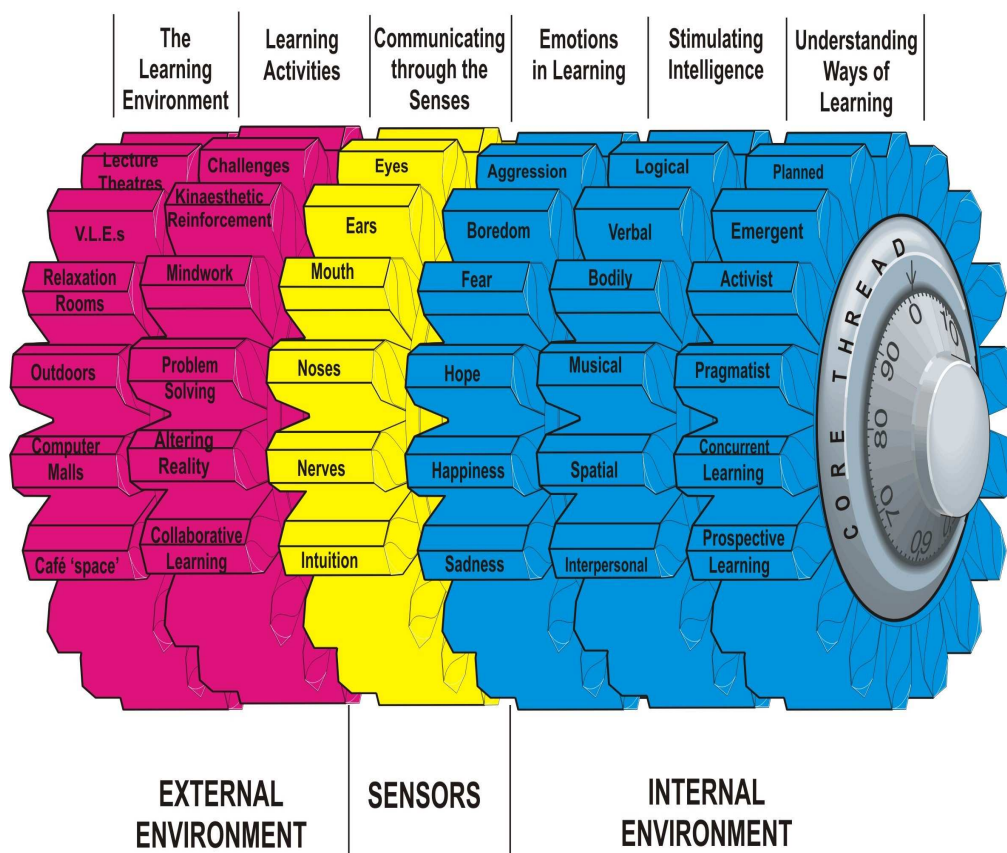 The
Learning
Environment
Learning
Activities
Communicating
through the
Senses
Emotions
in Learning
Stimulating
Intelligence
Understanding
Ways of
Learning
Lecture
Theatres
Challenges
Eyes
Aggression
Logical
Planned
V.L.E.s
Kinaesthetic
Reinforcement
Ears
Boredom
Verbal
Emergent
Relaxation
Rooms
Mindwork
Mouth
Fear
Bodily
Activist
Outdoors
Problem
Solving
Noses
Hope
Musical
Pragmatist
Computer
Malls
Altering
Reality
Nerves
Happiness
Spatial
Concurrent
Learning
Café ‘space’
Collaborative
Learning
Intuition
Sadness
Interpersonal
Prospective
Learning
CORE THREAD
0
90
80
70
60
EXTERNAL
ENVIRONMENT
SENSORS
INTERNAL
ENVIRONMENT